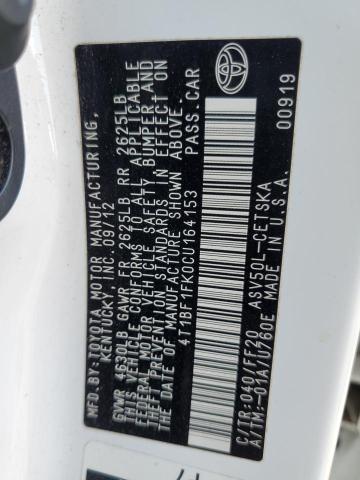 MFD.BY: TOYOTA MOTOR MANUFACTURING,
KENTUCKY, INC. 09/12
GVWR 4630LB GAWR FR 2625LB RR 2625LB
THIS VEHICLE CONFORMS TO ALL APPLICABLE
FEDERAL MOTOR VEHICLE SAFETY, BUMPER AND
THEFT PREVENTION STANDARDS IN EFFECT ON
THE DATE OF MANUFACTURE SHOWN ABOVE.
4T1BF1FK0CU164153 PASS.CAR
C/TR:040/FF20 ASV50L-CETSKA
A/TM:-01A/U760E MADE IN U.S.A.
00919